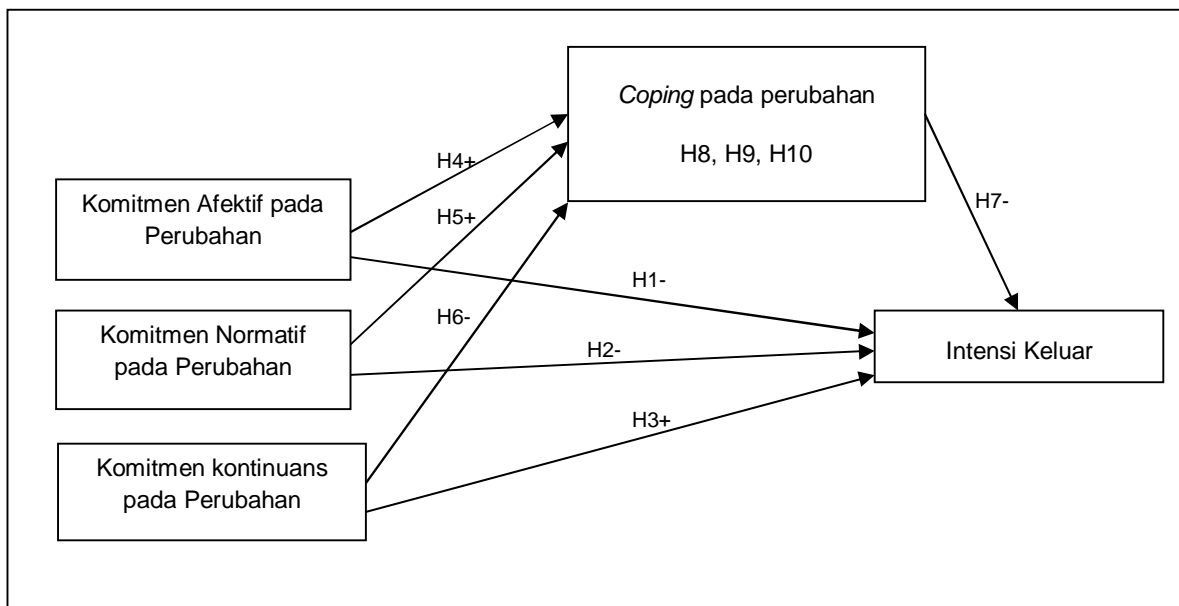 Coping pada perubahan
H8, H9, H10
H4+
H7-
Komitmen Afektif pada
Perubahan
H5+
H1-
H6-
Komitmen Normatif
pada Perubahan
H2-
Intensi Keluar
H3+
Komitmen kontinuans
pada Perubahan